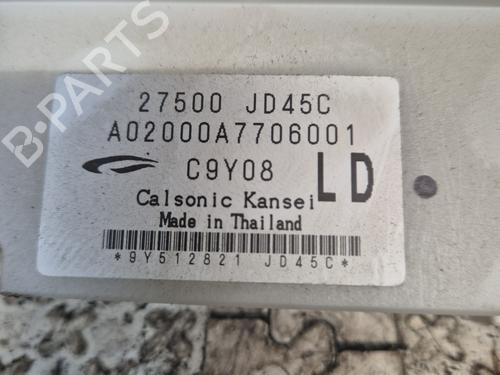 B-PARTS
27500 JD45C
A02000A7706001
C9Y08 LD
Calsonic Kansei
Made in Thailand
*9Y512821 JD45C*